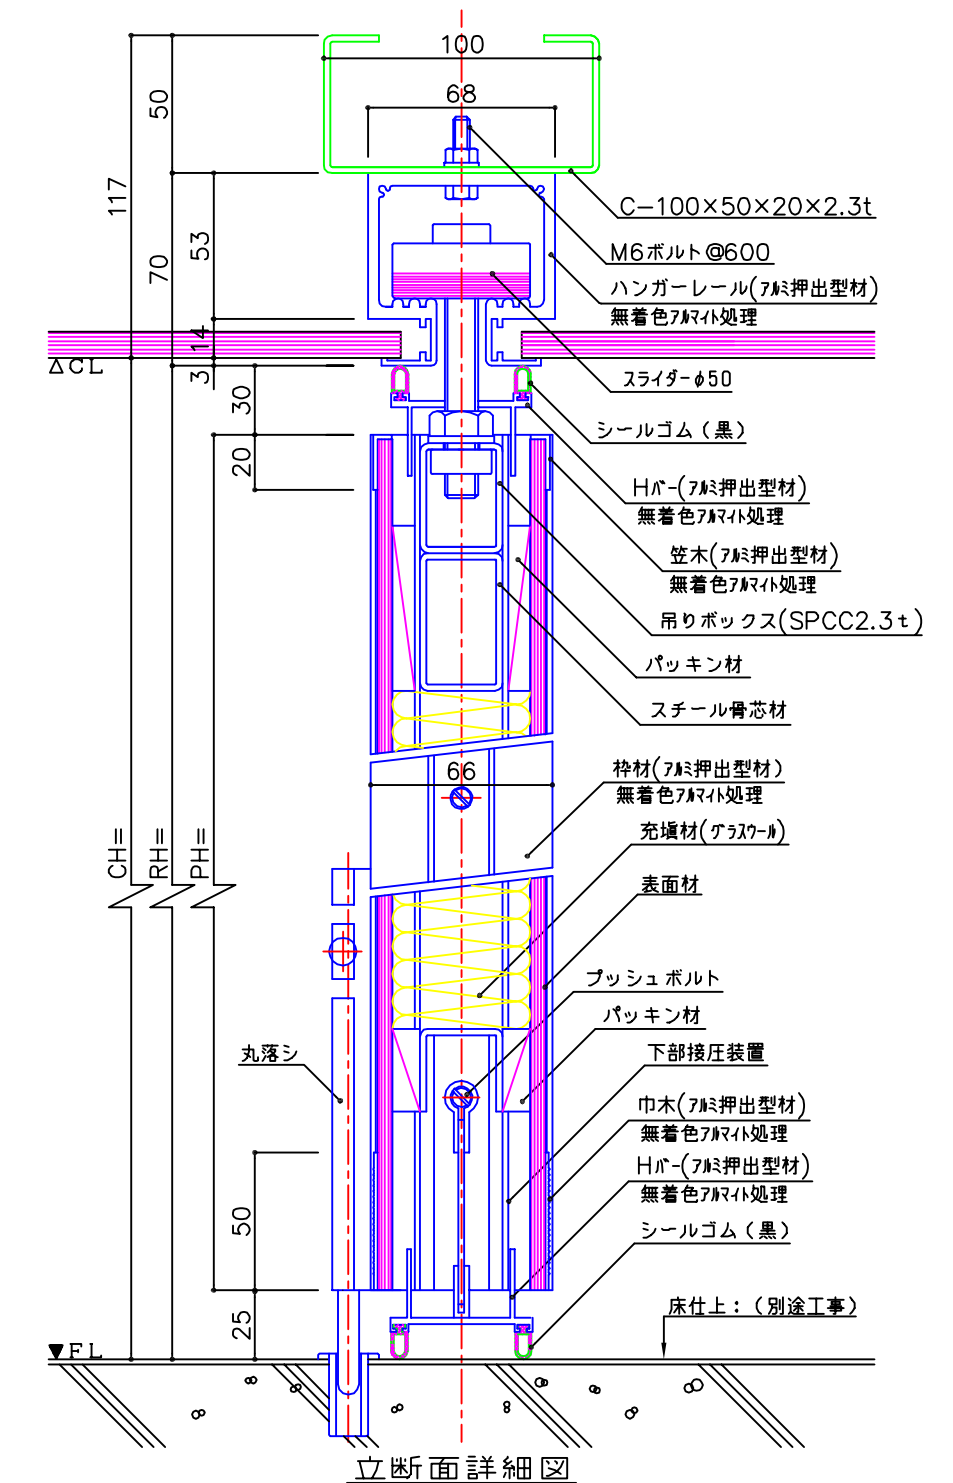 100
68
50
117
70
53
14
3
30
20
C−100×50×20×2.3t
M6ボルト@600
ハンガーレール(アルミ押出型材)
無着色アルマイト処理
△CL
スライダーφ50
シールゴム（黒）
Hバー(アルミ押出型材)
無着色アルマイト処理
笠木(アルミ押出型材)
無着色アルマイト処理
吊りボックス(SPCC2.3t)
パッキン材
スチール骨芯材
66
枠材(アルミ押出型材)
無着色アルマイト処理
充塡材(グラスウール)
表面材
CH=
RH=
PH=
プッシュボルト
パッキン材
丸落シ
下部接圧装置
巾木(アルミ押出型材)
無着色アルマイト処理
Hバー(アルミ押出型材)
無着色アルマイト処理
シールゴム（黒）
50
25
床仕上：（別途工事）
▼FL
立断面詳細図